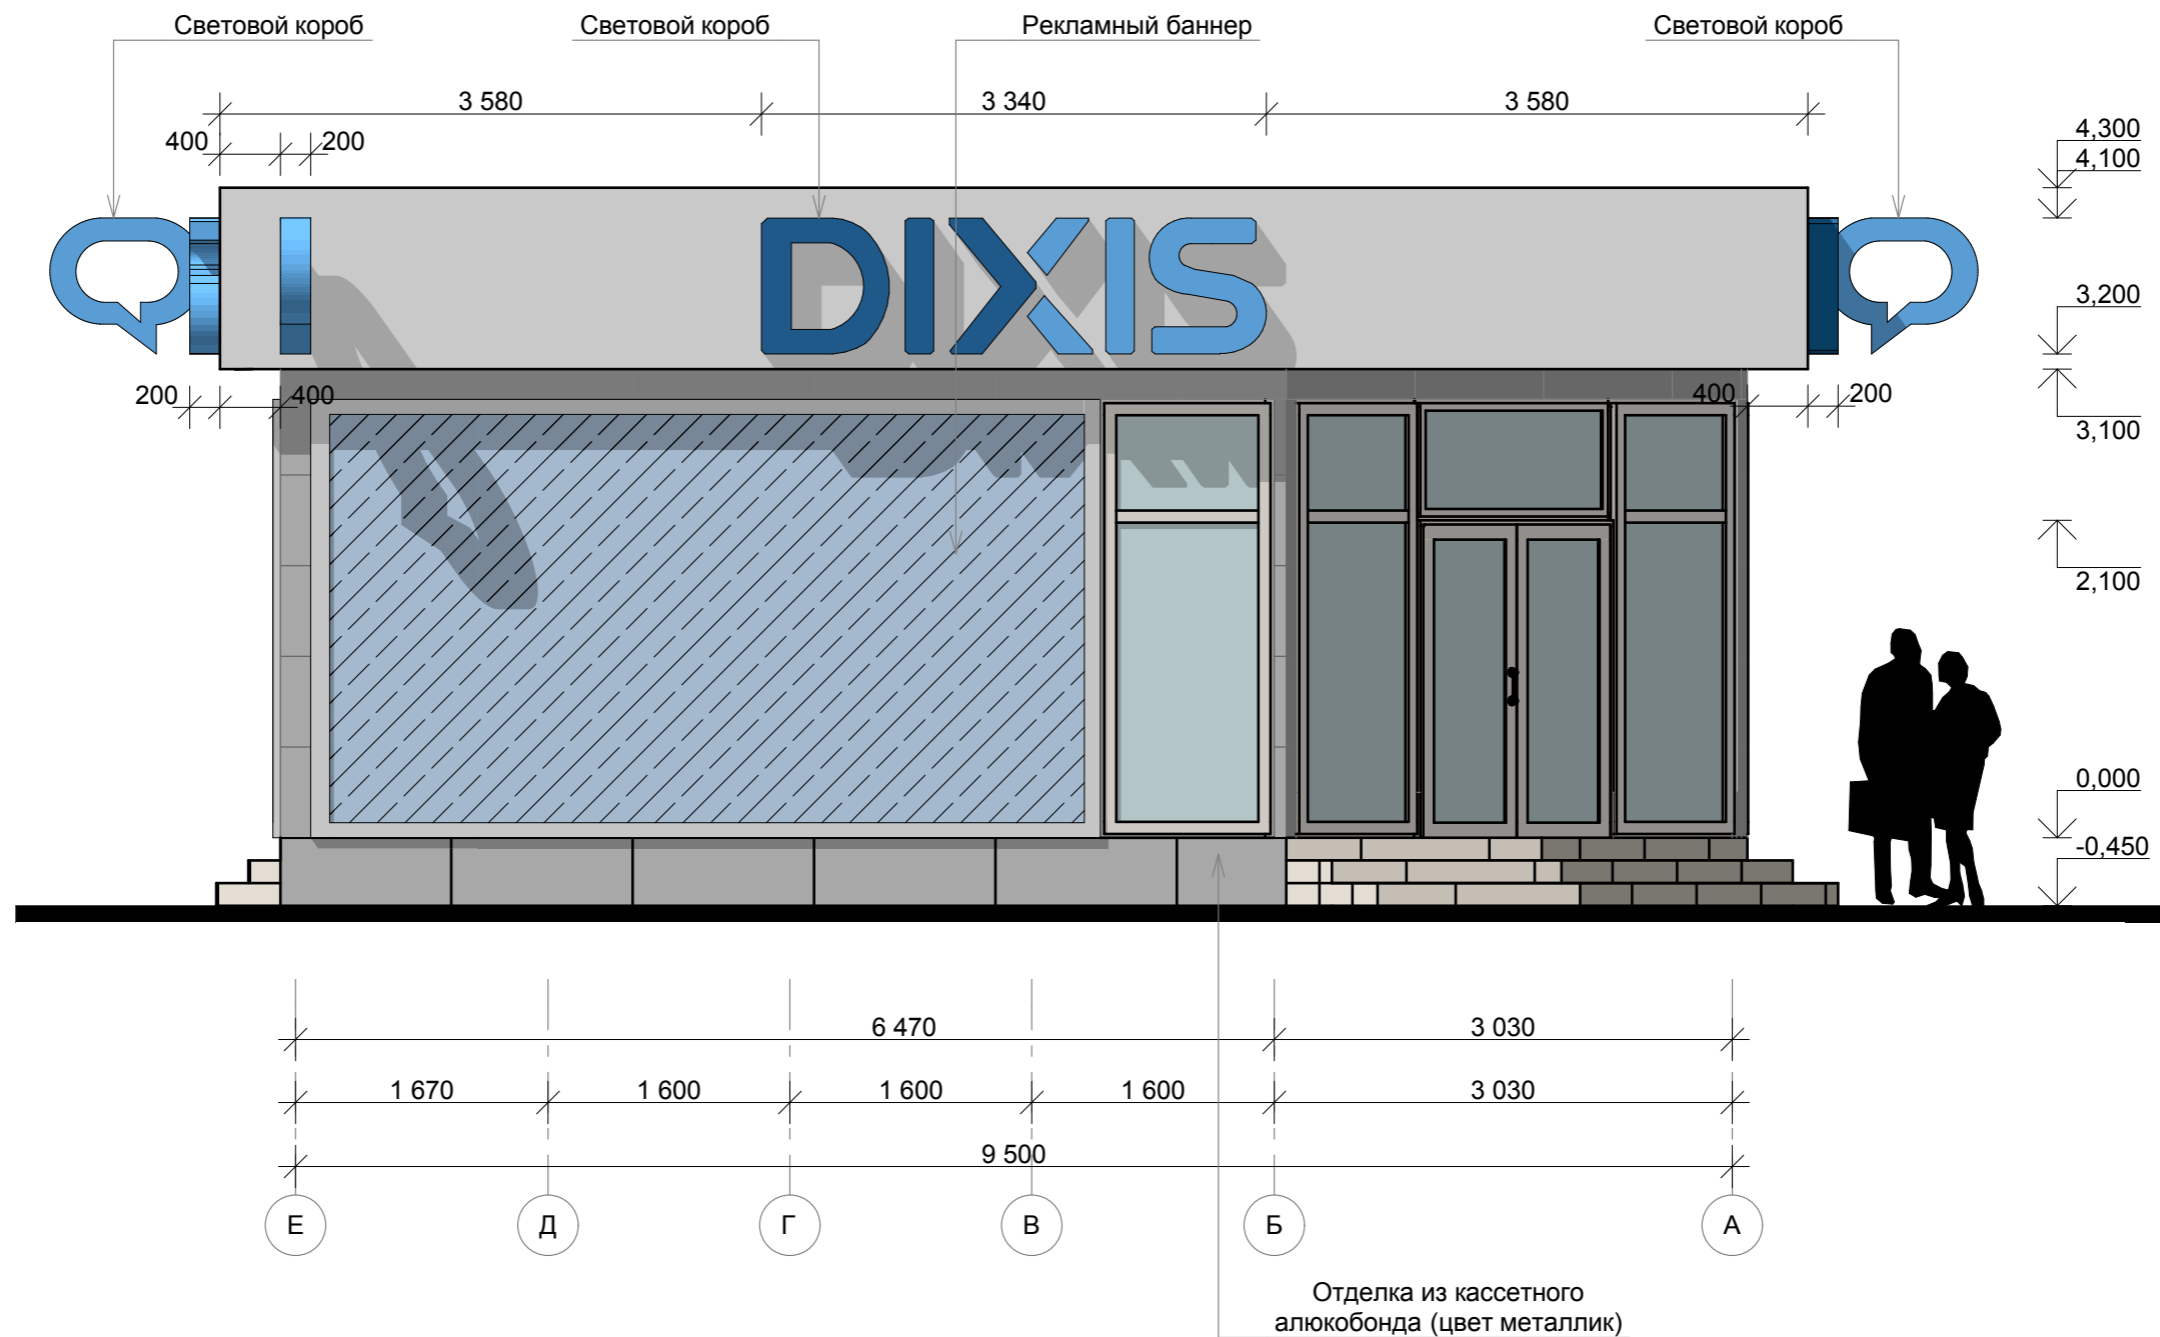 Световой короб
Световой короб
Рекламный баннер
Световой короб
3 580
3 340
3 580
400
200
4,300
4,100
DIXIS
3,200
200
400
400
200
3,100
2,100
0,000
-0,450
6 470
3 030
1 670
1 600
1 600
1 600
3 030
9 500
Е
Д
Г
В
Б
А
Отделка из кассетного
алюкобонда (цвет металлик)